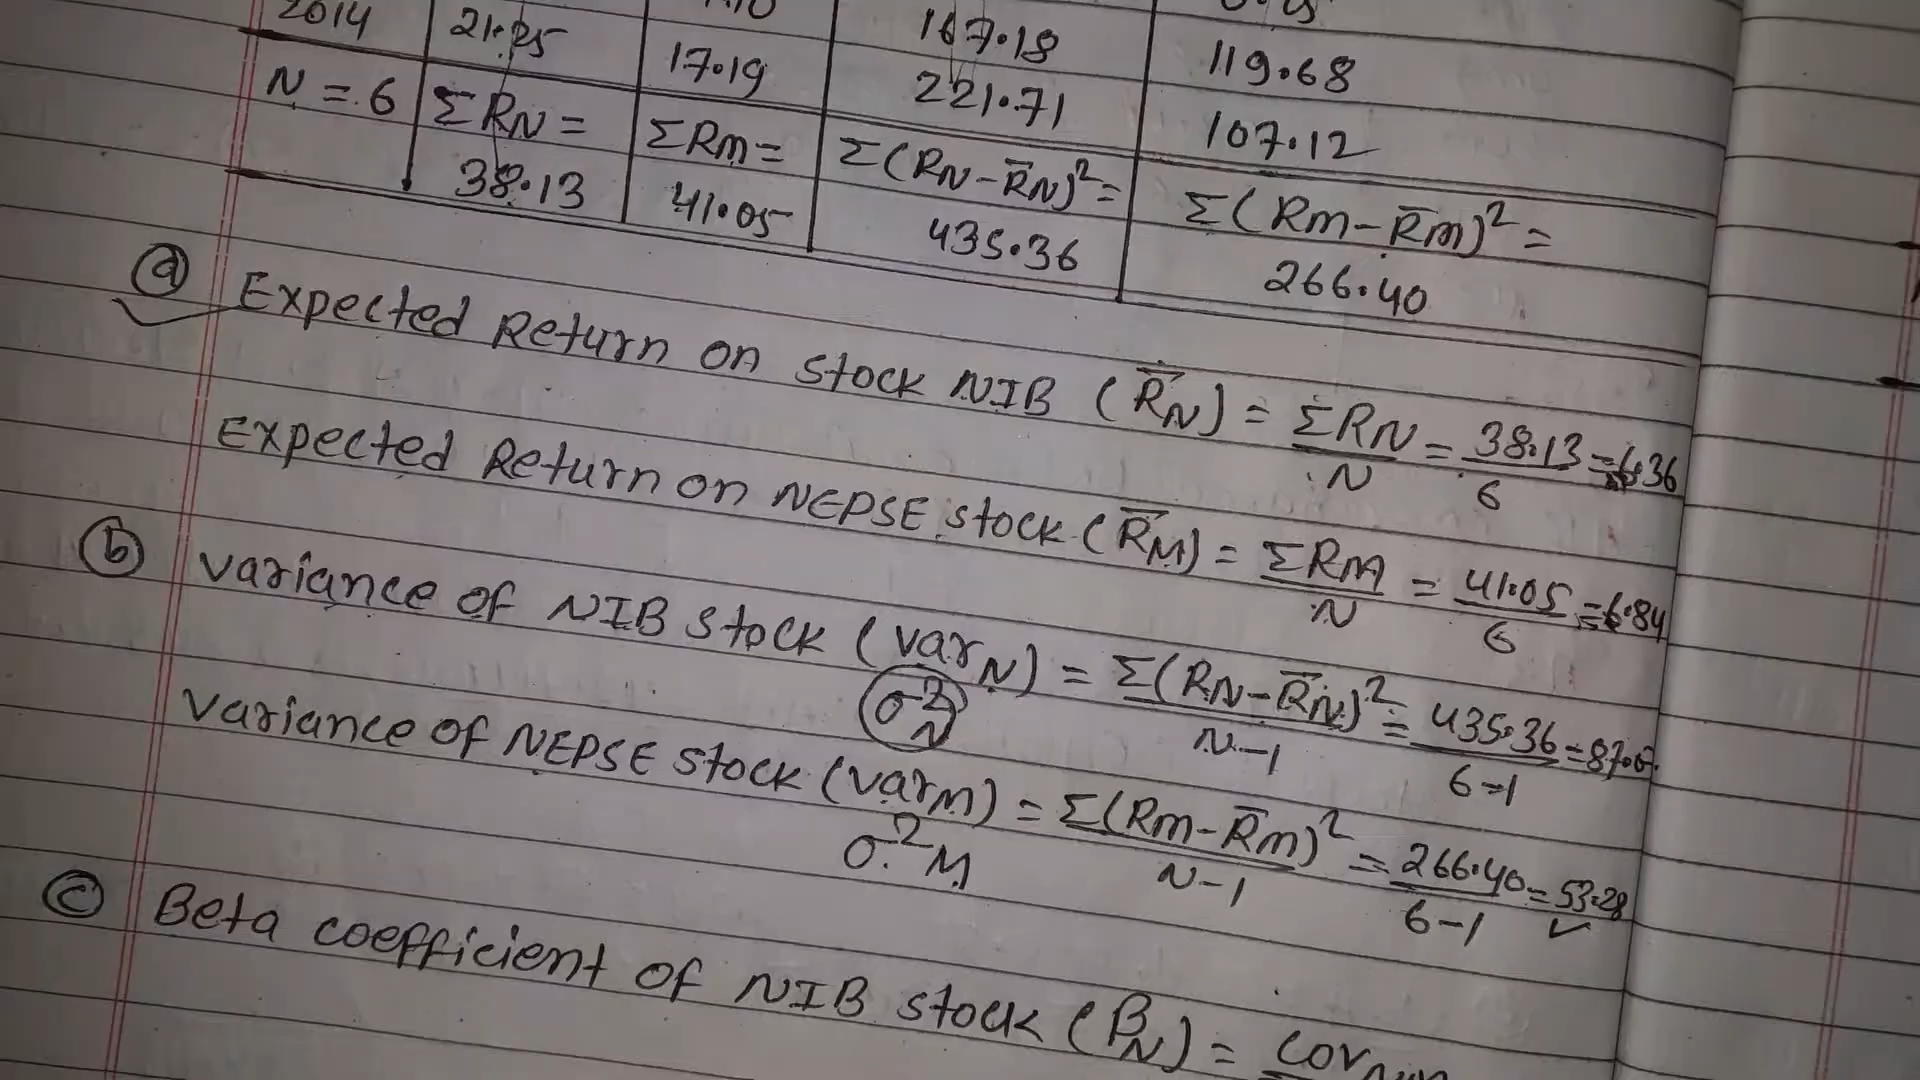 2014 21.25 17.19 167.18 119.68
221.71 107.12
N = 6 ΣRN = 38.13 ΣRm = 41.05 Σ(RN-R̅N)² = 435.36 Σ(Rm-R̅m)² = 266.40
ⓐ Expected Return on stock NIB (R̅N) = ΣRN/N = 38.13/6 = 6.36
Expected Return on NEPSE stock (R̅M) = ΣRM/N = 41.05/6 = 6.84
ⓑ variance of NIB stock (varN) = Σ(RN-R̅N)²/N-1 = 435.36/6-1 = 87.07
σ²N
variance of NEPSE stock (varM) = Σ(Rm-R̅m)²/N-1 = 266.40/6-1 = 53.28
σ²M
ⓒ Beta coefficient of NIB stock (βN) =